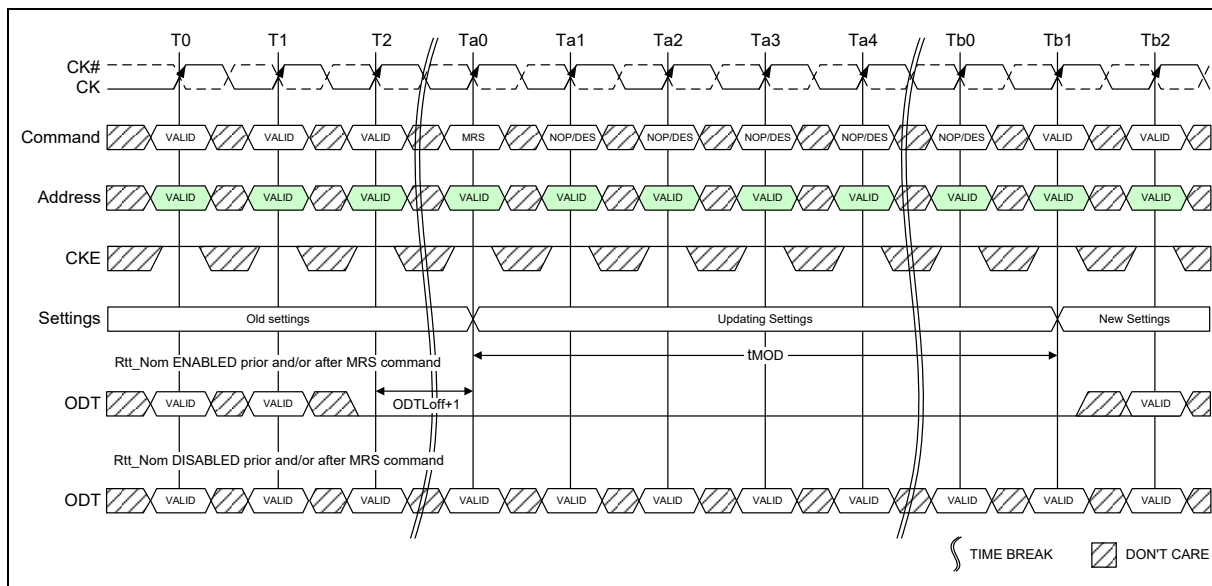 T0 T1 T2 Ta0 Ta1 Ta2 Ta3 Ta4 Tb0 Tb1 Tb2
CK#
CK
Command VALID VALID VALID MRS NOP/DES NOP/DES NOP/DES NOP/DES NOP/DES VALID VALID
Address VALID VALID VALID VALID VALID VALID VALID VALID VALID VALID VALID
CKE
Settings Old settings Updating Settings New Settings
Rtt_Nom ENABLED prior and/or after MRS command tMOD
ODTLoff+1
ODT VALID VALID VALID
Rtt_Nom DISABLED prior and/or after MRS command
ODT VALID VALID VALID VALID VALID VALID VALID VALID VALID VALID VALID
TIME BREAK DON'T CARE